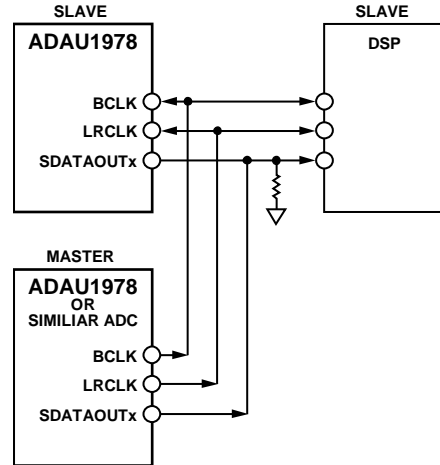 SLAVE
ADAU1978
BCLK
LRCLK
SDATAOUTx
SLAVE
DSP
MASTER
ADAU1978
OR
SIMILIAR ADC
BCLK
LRCLK
SDATAOUTx